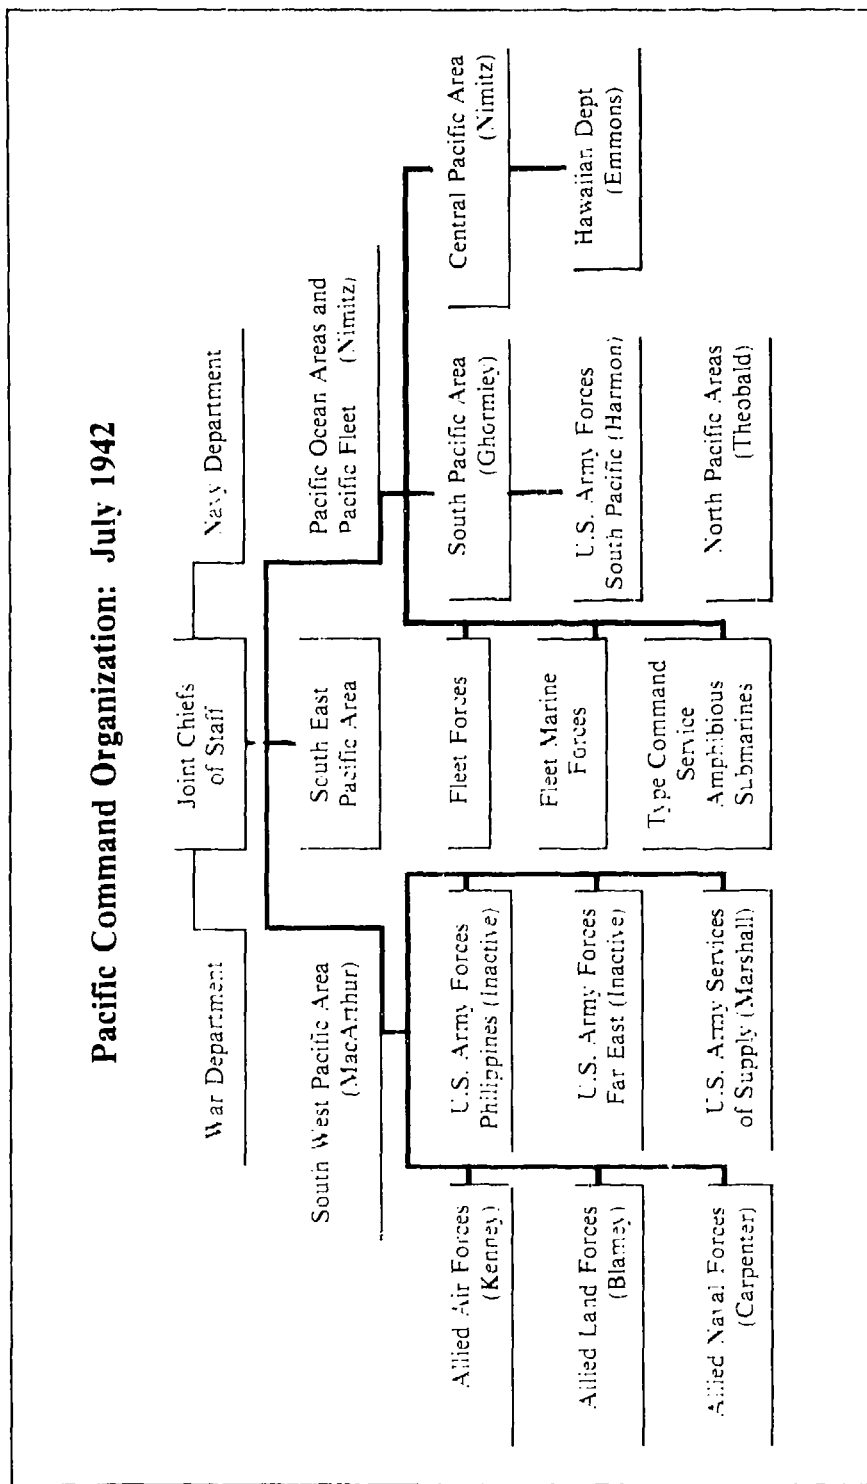 Pacific Command Organization: July 1942
War Department
Joint Chiefs
of Staff
Navy Department
South West Pacific Area
(MacArthur)
South East
Pacific Area
Pacific Ocean Areas and
Pacific Fleet (Nimitz)
Allied Air Forces
(Kenney)
U.S. Army Forces
Philippines (Inactive)
Fleet Forces
South Pacific Area
(Ghormley)
Central Pacific Area
(Nimitz)
Allied Land Forces
(Blamey)
U.S. Army Forces
Far East (Inactive)
Fleet Marine
Forces
U.S. Army Forces
South Pacific (Harmon)
Hawaiian Dept
(Emmons)
Allied Naval Forces
(Carpenter)
U.S. Army Services
of Supply (Marshall)
Type Command
Service
Amphibious
Submarines
North Pacific Areas
(Theobald)